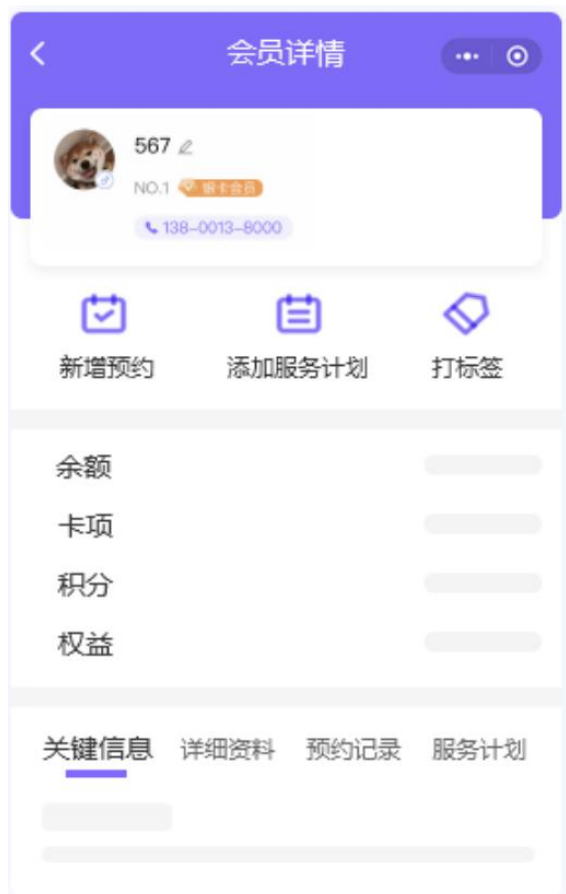 会员详情
567
NO.1 银卡会员
138-0013-8000
新增预约 添加服务计划 打标签
余额
卡项
积分
权益
关键信息 详细资料 预约记录 服务计划